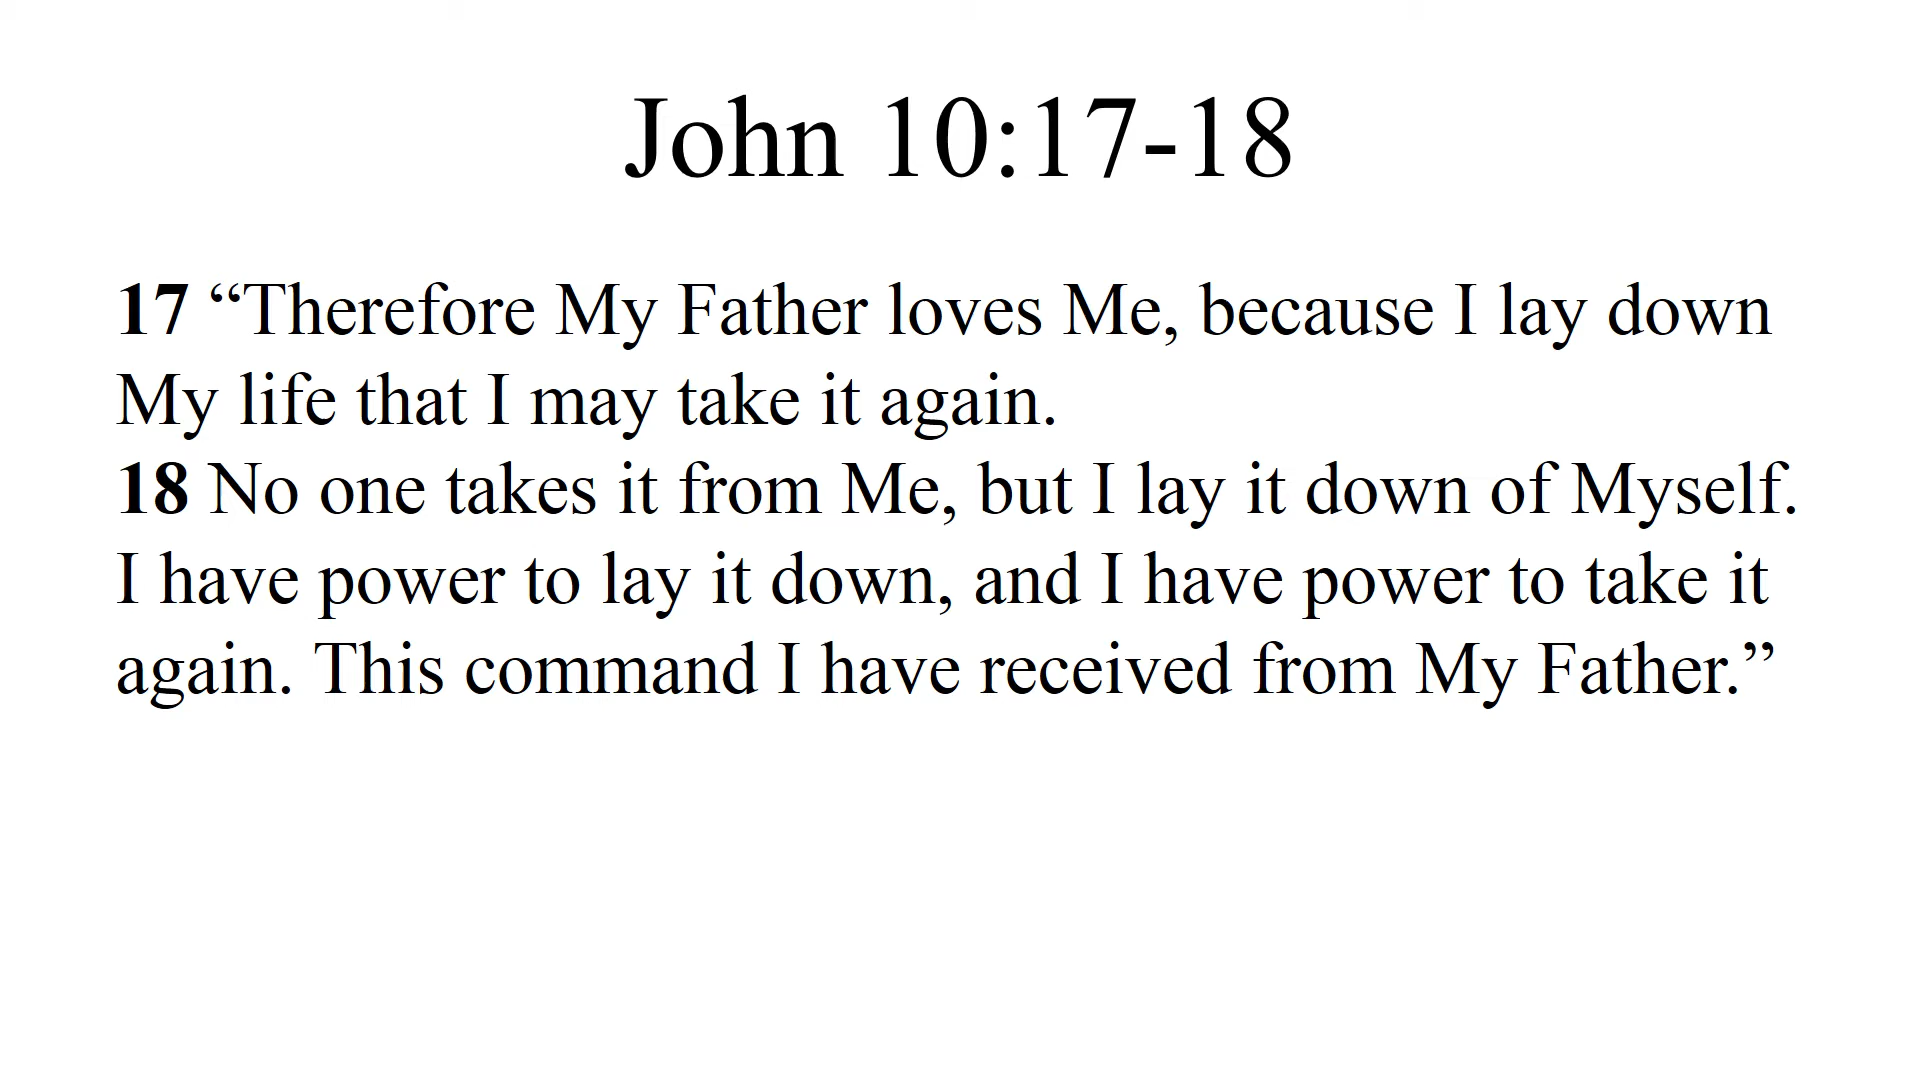 John 10:17-18
17 “Therefore My Father loves Me, because I lay down
My life that I may take it again.
18 No one takes it from Me, but I lay it down of Myself.
I have power to lay it down, and I have power to take it
again. This command I have received from My Father.”